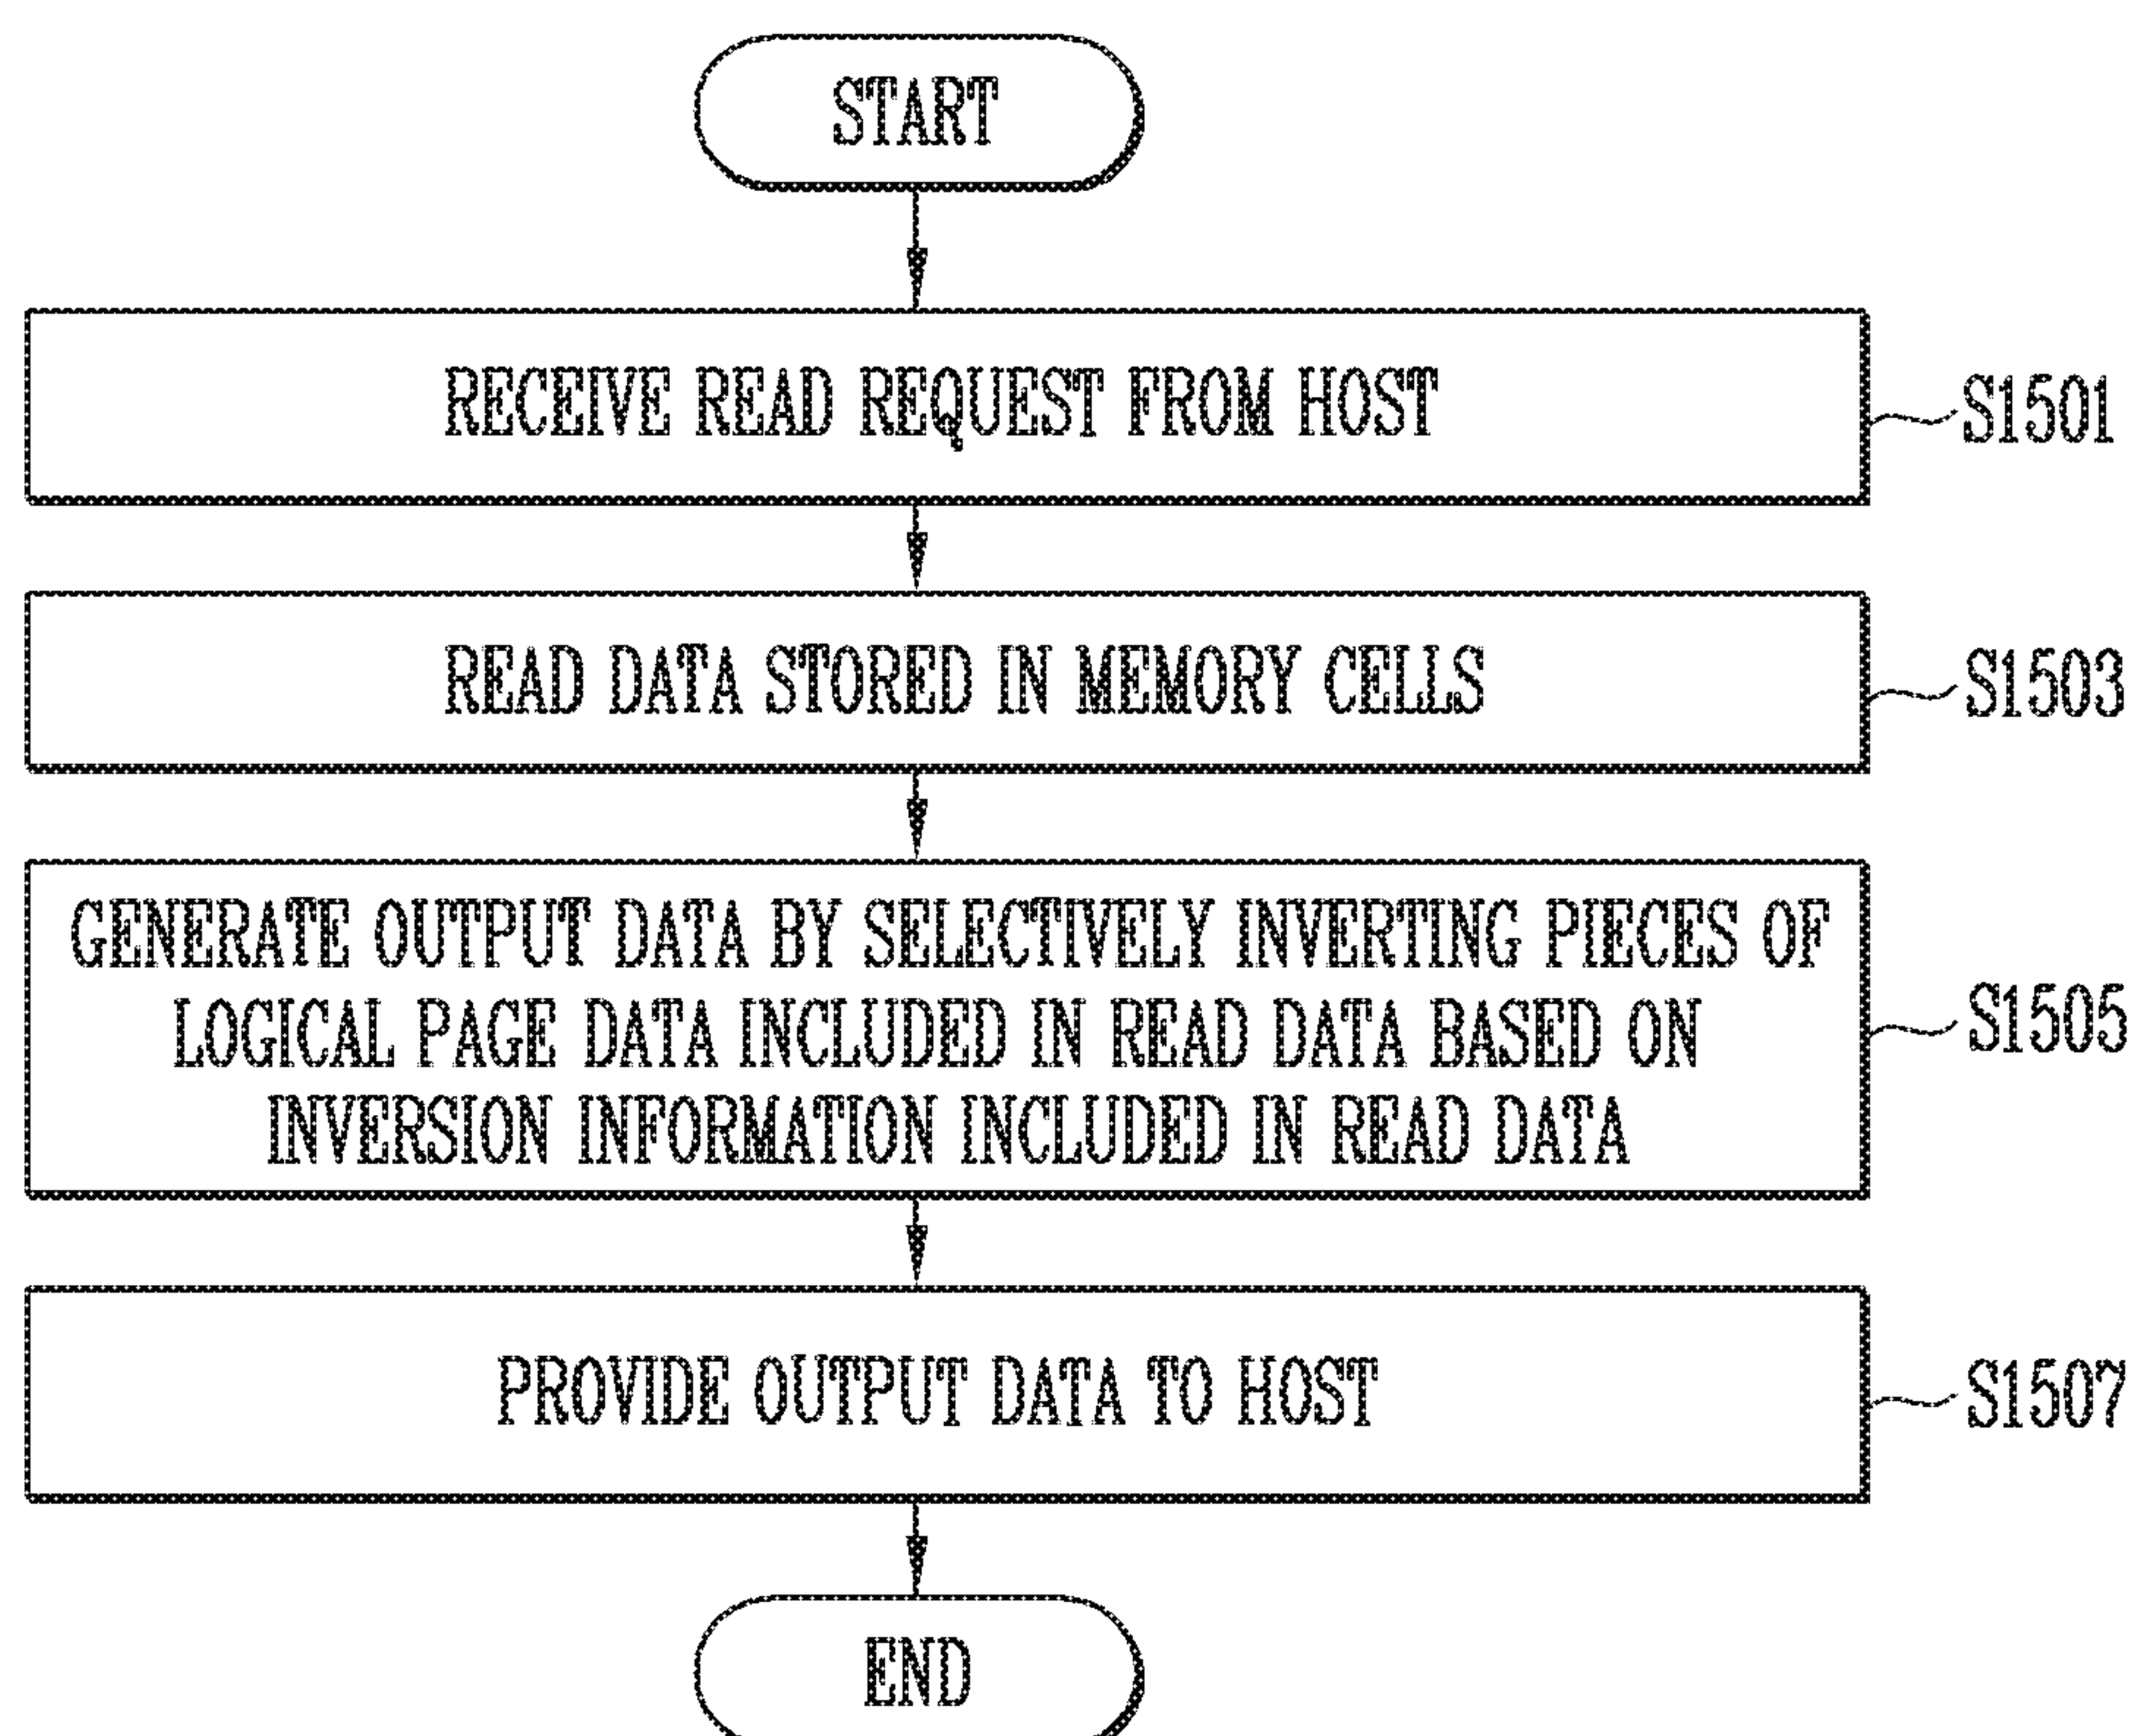 START
RECEIVE READ REQUEST FROM HOST
S1501
READ DATA STORED IN MEMORY CELLS
S1503
GENERATE OUTPUT DATA BY SELECTIVELY INVERTING PIECES OF
LOGICAL PAGE DATA INCLUDED IN READ DATA BASED ON
INVERSION INFORMATION INCLUDED IN READ DATA
S1505
PROVIDE OUTPUT DATA TO HOST
S1507
END